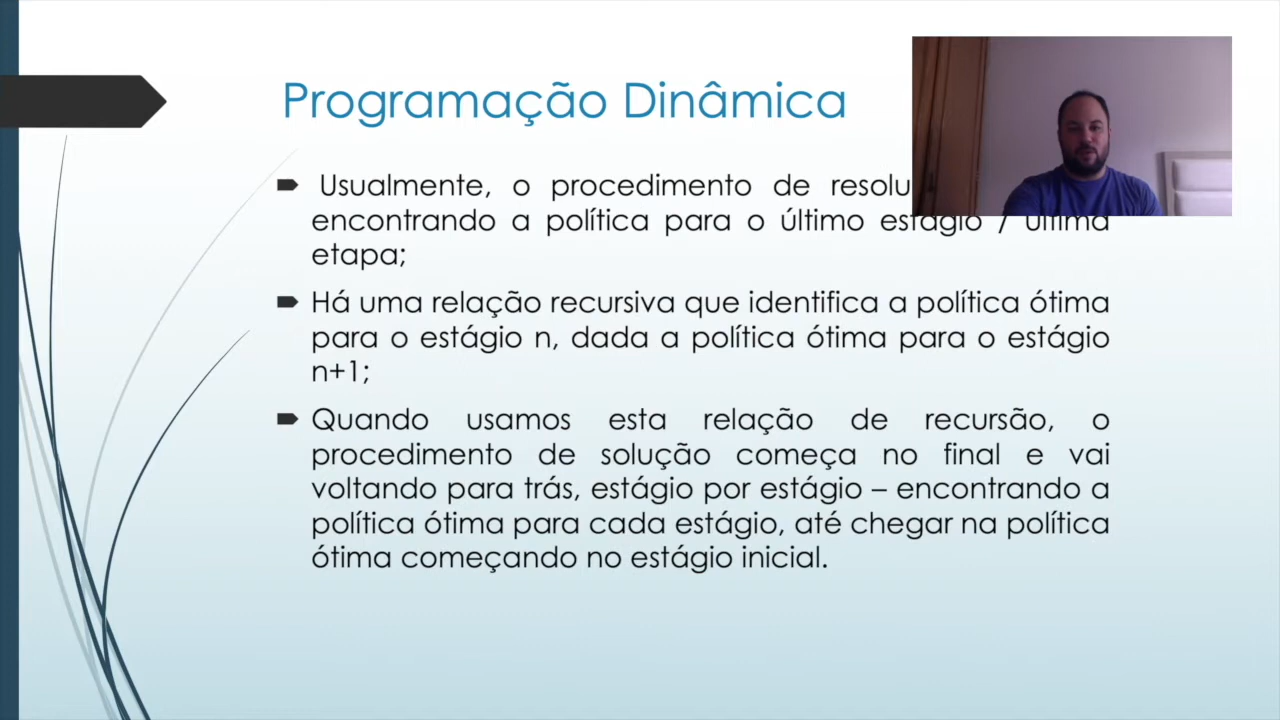 Programação Dinâmica
Usualmente, o procedimento de
encontrando a política para o último estágio / última
etapa;
Há uma relação recursiva que identifica a política ótima
para o estágio n, dada a política ótima para o estágio
n+1;
Quando usamos esta relação de recursão, o
procedimento de solução começa no final e vai
voltando para trás, estágio por estágio – encontrando a
política ótima para cada estágio, até chegar na política
ótima começando no estágio inicial.